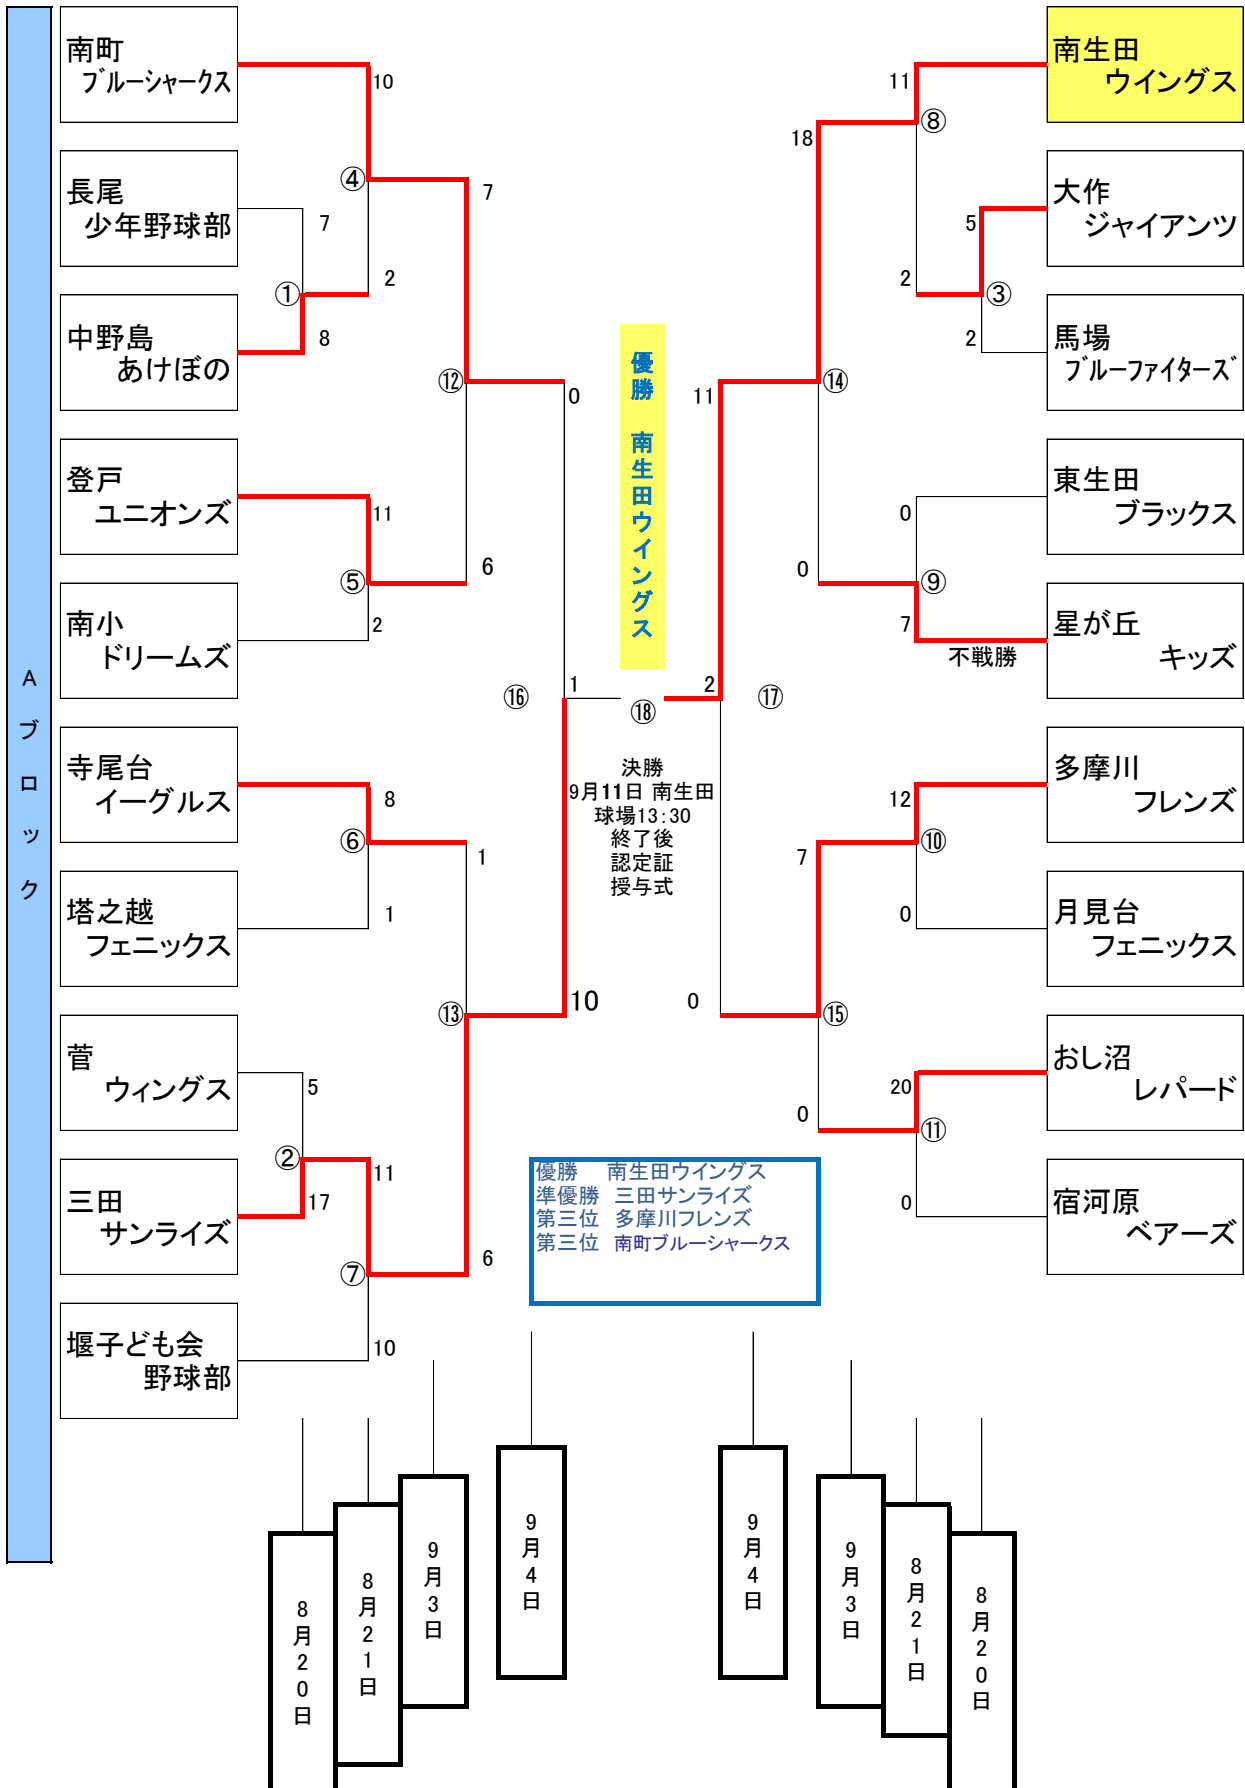 Aブロック
南町
ブルーシャークス
長尾
少年野球部
中野島
あけぼの
登戸
ユニオンズ
南小
ドリームズ
寺尾台
イーグルス
塔之越
フェニックス
菅
ウィングス
三田
サンライズ
堰子ども会
野球部
10
④
7
7
①
2
8
⑫
0
11
⑤
6
2
⑯
1
8
⑥
1
1
⑬
10
5
②
11
17
⑦
6
10
優勝 南生田ウイングス
⑱
決勝
9月11日 南生田
球場13:30
終了後
認定証
授与式
南生田
ウイングス
大作
ジャイアンツ
馬場
ブルーファイターズ
東生田
ブラックス
星が丘
キッズ
多摩川
フレンズ
月見台
フェニックス
おし沼
レパード
宿河原
ベアーズ
11
⑧
18
5
2
③
2
11
⑭
0
0
⑨
7
不戦勝
2
⑰
12
7
⑩
0
0
⑮
20
0
⑪
0
優勝 南生田ウイングス
準優勝 三田サンライズ
第三位 多摩川フレンズ
第三位 南町ブルーシャークス
8月20日
8月21日
9月3日
9月4日
9月4日
9月3日
8月21日
8月20日